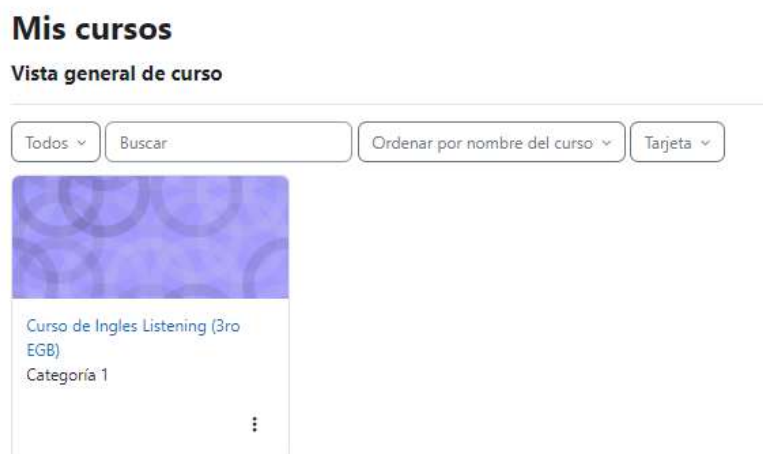 Mis cursos
Vista general de curso
Todos Buscar Ordenar por nombre del curso Tarjeta
Curso de Ingles Listening (3ro
EGB)
Categoría 1